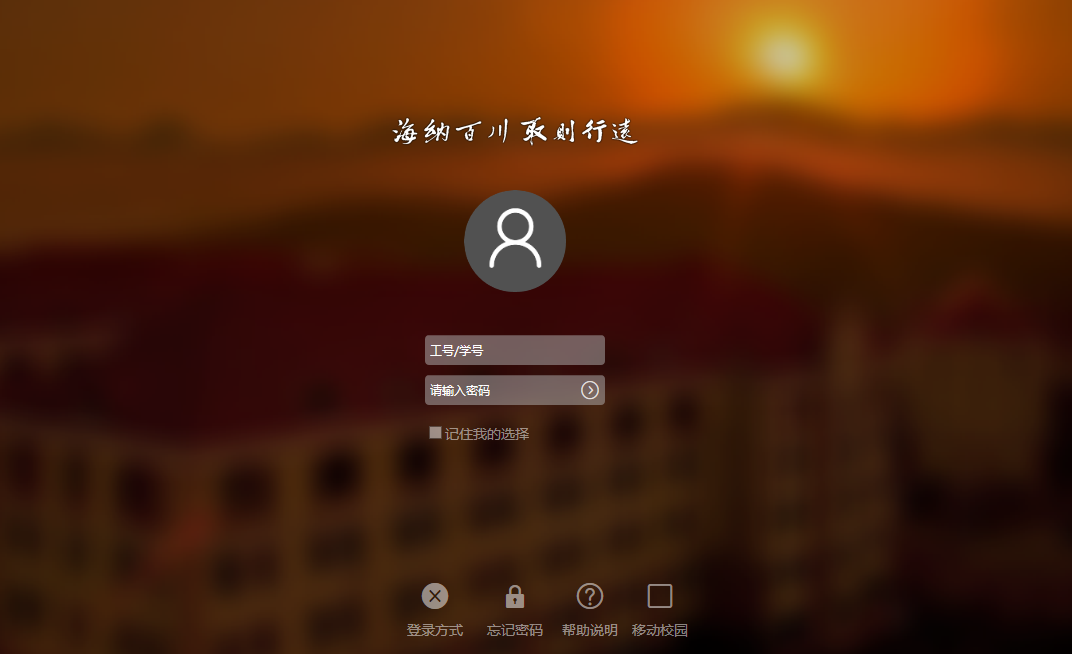 海纳百川 取则行远
工号/学号
请输入密码
记住我的选择
登录方式 忘记密码 帮助说明 移动校园